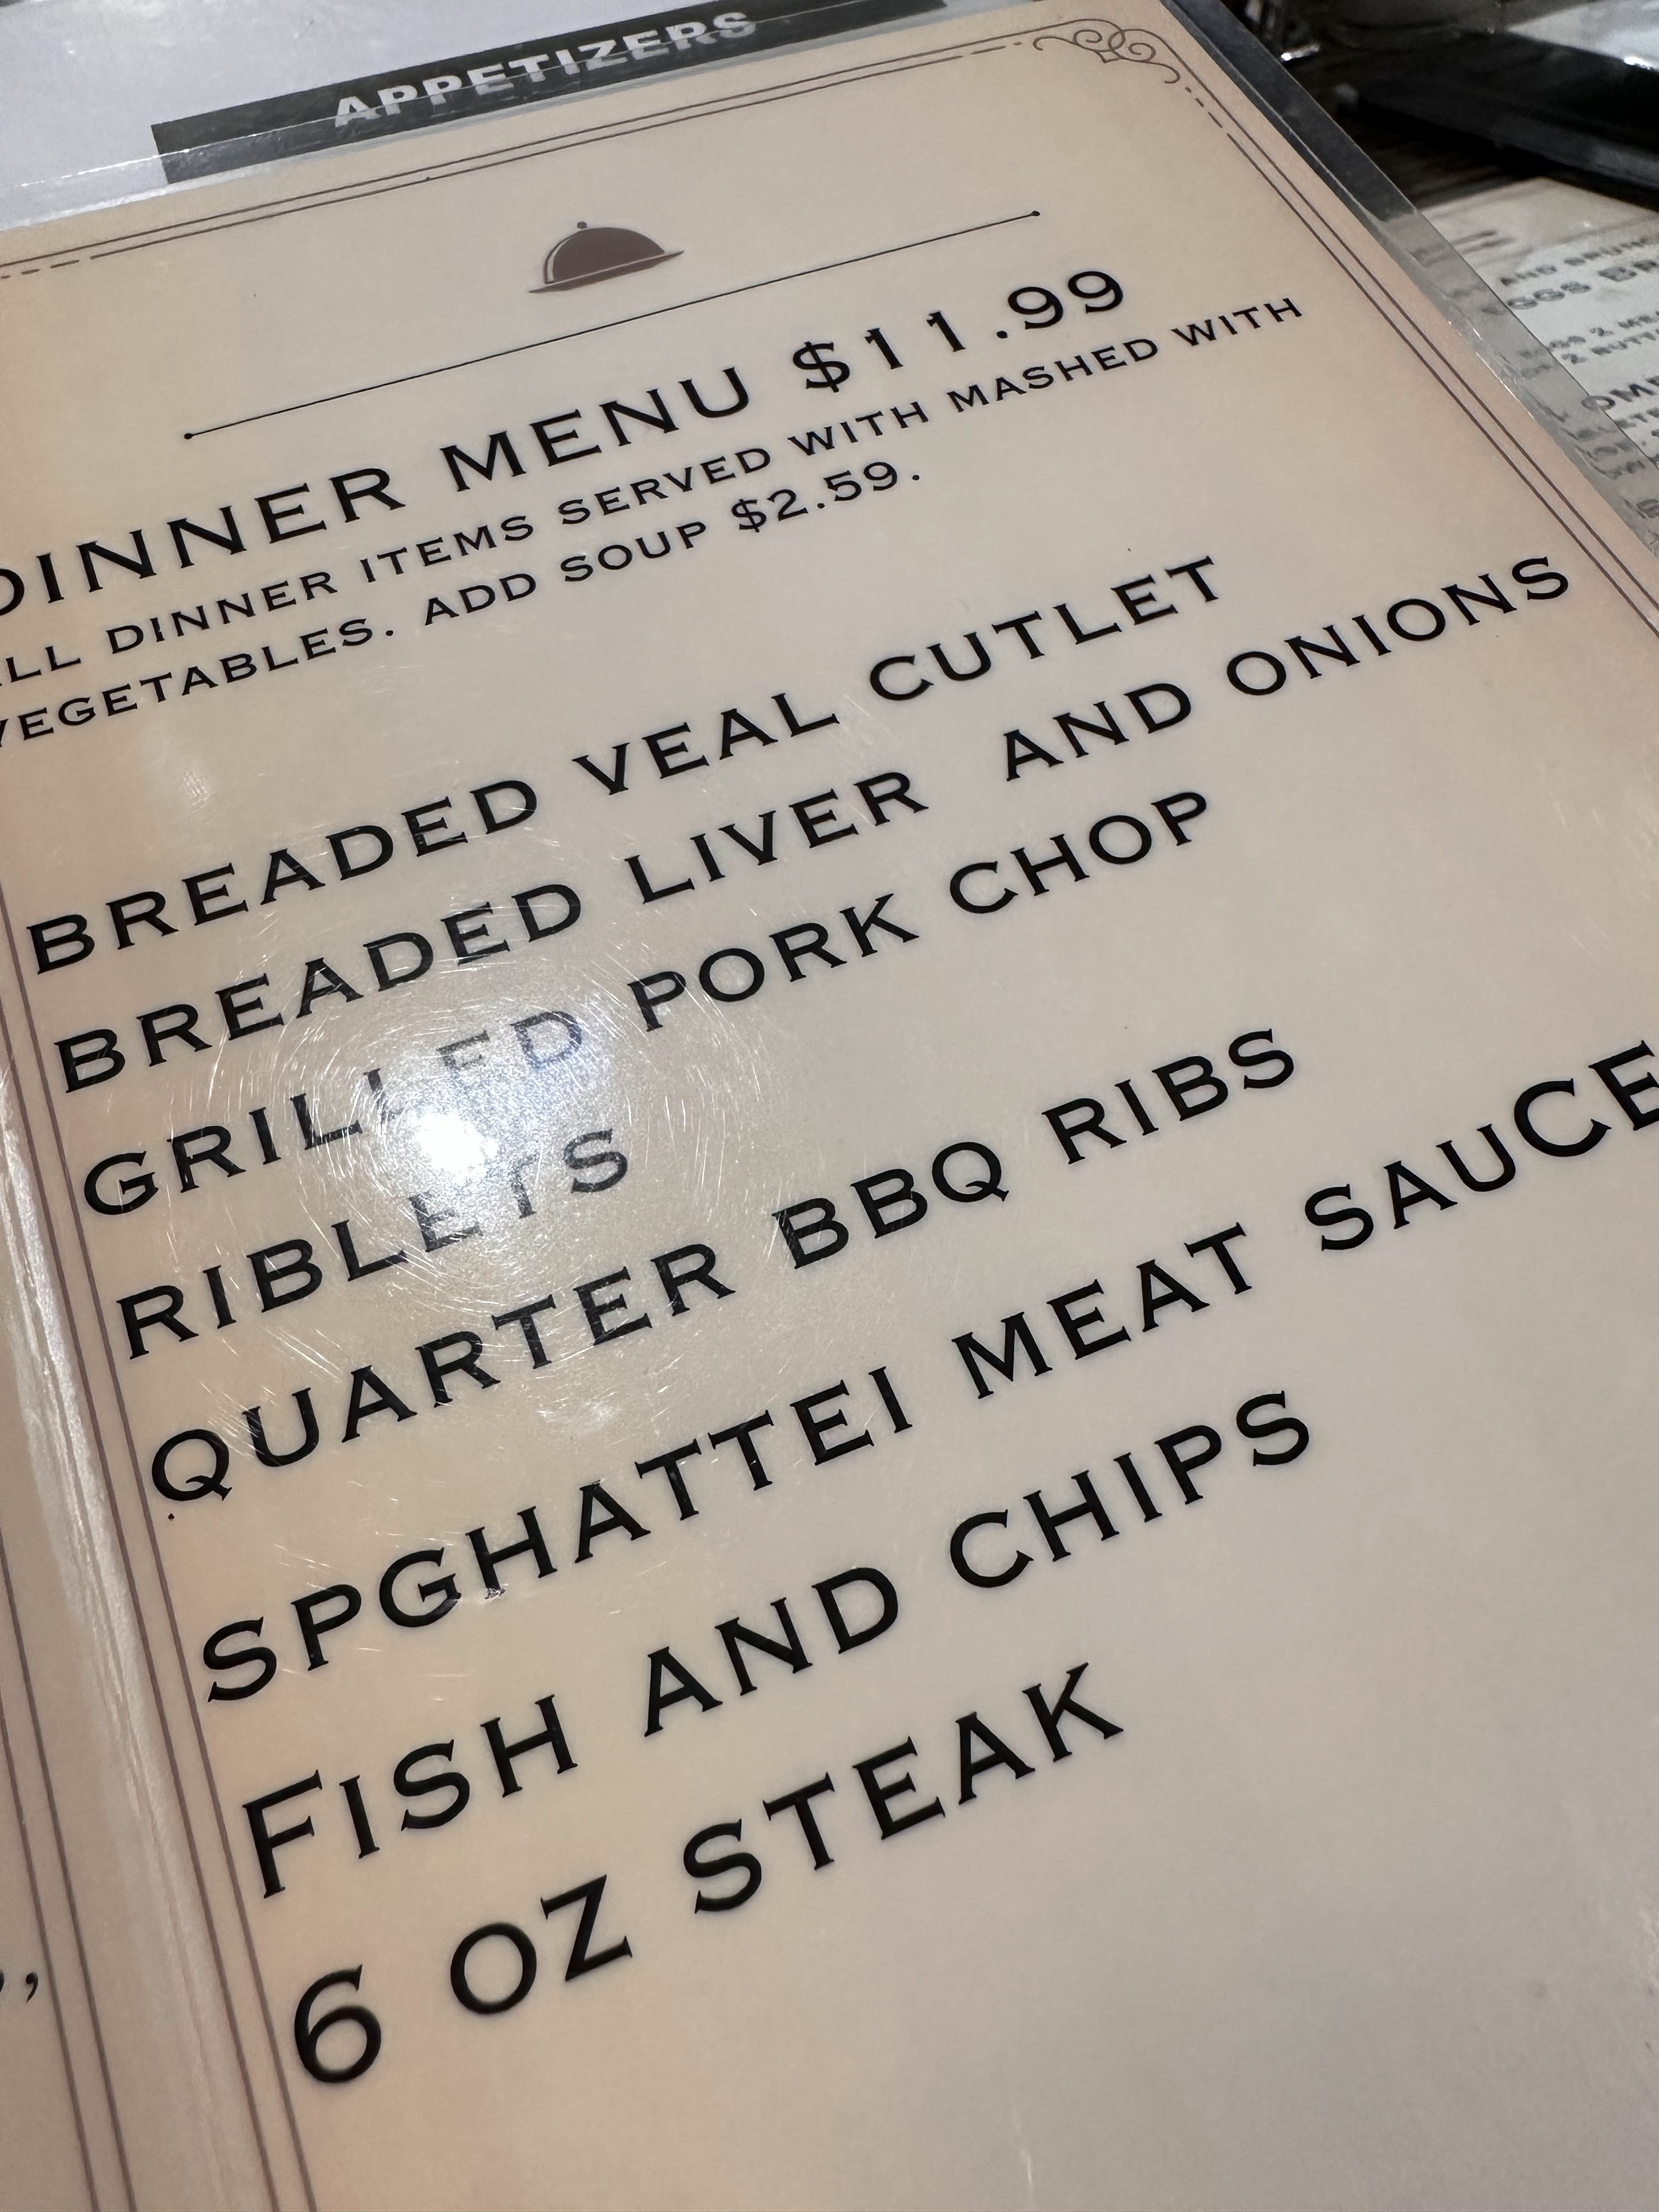 APPETIZERS
DINNER MENU $11.99
ALL DINNER ITEMS SERVED WITH MASHED WITH
VEGETABLES. ADD SOUP $2.59.
BREADED VEAL CUTLET
BREADED LIVER AND ONIONS
GRILLED PORK CHOP
RIBLETS
QUARTER BBQ RIBS
SPGHATTEI MEAT SAUCE
FISH AND CHIPS
6 OZ STEAK